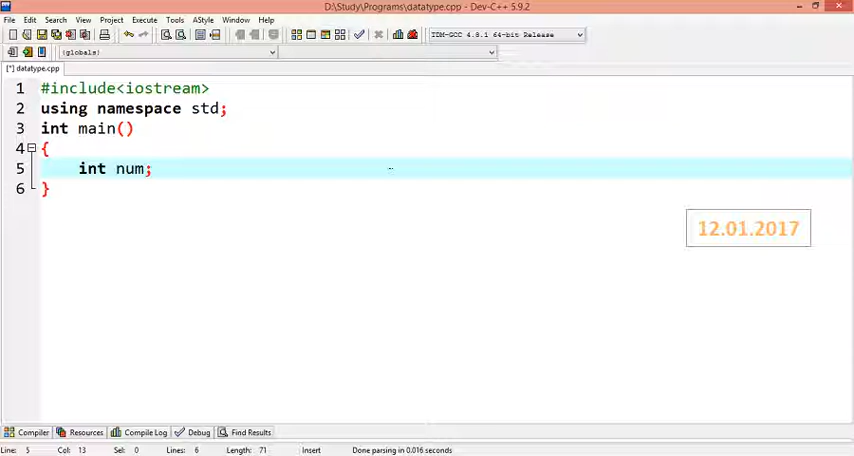 D:\Study\Programs\datatype.cpp - Dev-C++ 5.9.2
File Edit Search View Project Execute Tools AStyle Window Help
TDM-GCC 4.8.1 64-bit Release
(globals)
[*] datatype.cpp
1 #include<iostream>
2 using namespace std;
3 int main()
4 {
5 int num;
6 }
12.01.2017
Compiler Resources Compile Log Debug Find Results
Line: 5 Col: 13 Sel: 0 Lines: 6 Length: 71 Insert Done parsing in 0.016 seconds